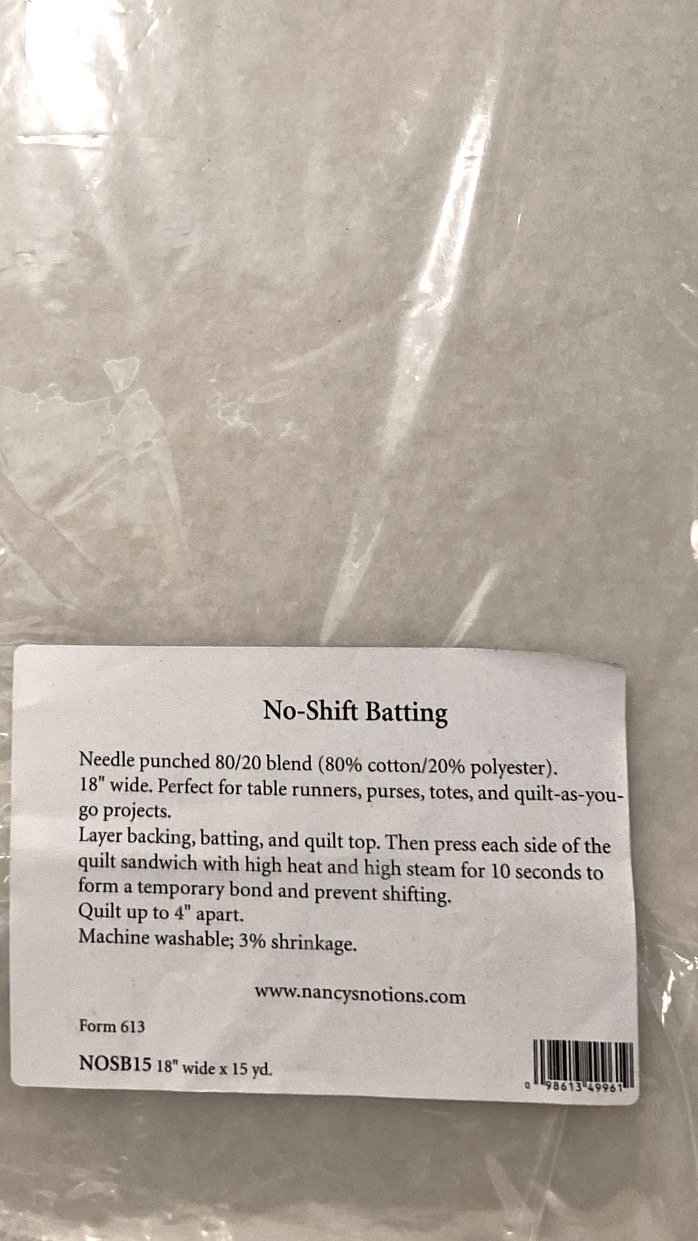 No-Shift Batting
Needle punched 80/20 blend (80% cotton/20% polyester).
18" wide. Perfect for table runners, purses, totes, and quilt-as-you-
go projects.
Layer backing, batting, and quilt top. Then press each side of the
quilt sandwich with high heat and high steam for 10 seconds to
form a temporary bond and prevent shifting.
Quilt up to 4" apart.
Machine washable; 3% shrinkage.
www.nancysnotions.com
Form 613
NOSB15 18" wide x 15 yd.
0 98613 49961